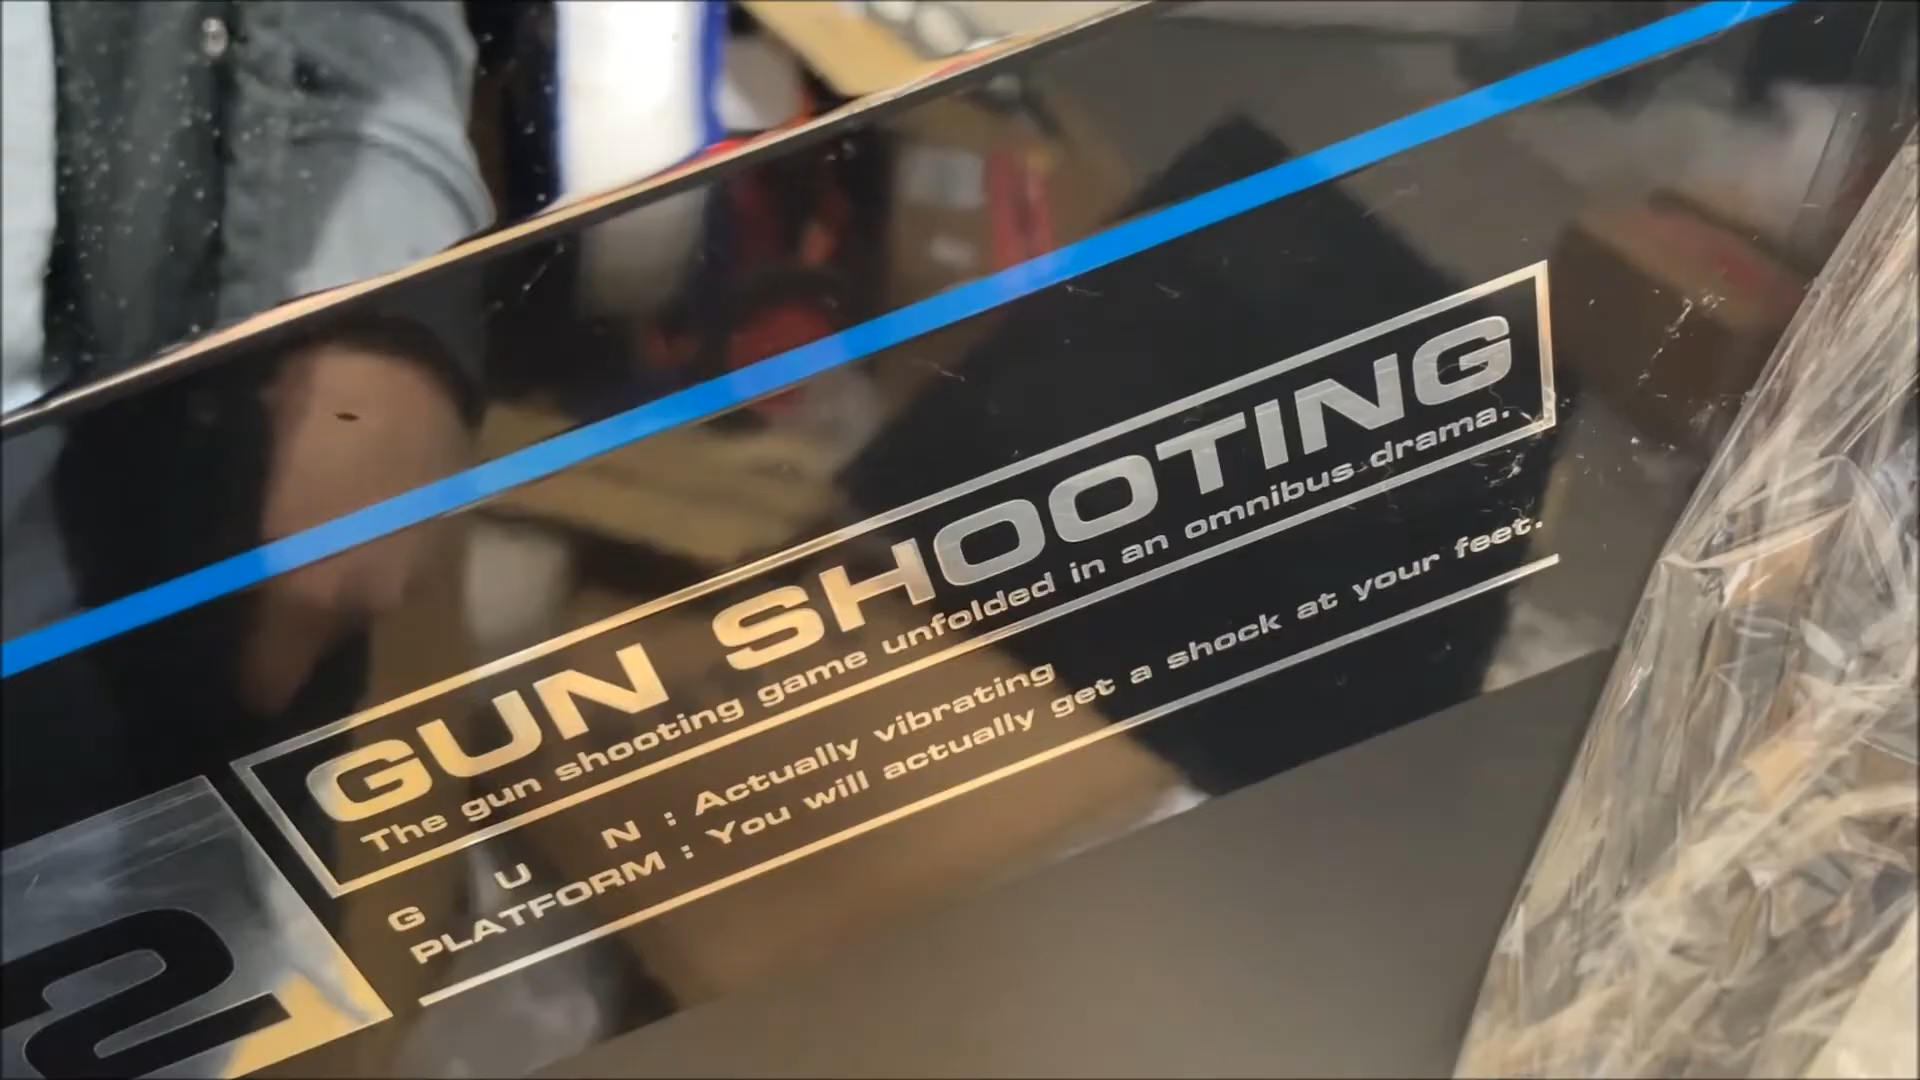 2
GUN SHOOTING
The gun shooting game unfolded in an omnibus drama.
G U N : Actually vibrating
PLATFORM : You will actually get a shock at your feet.